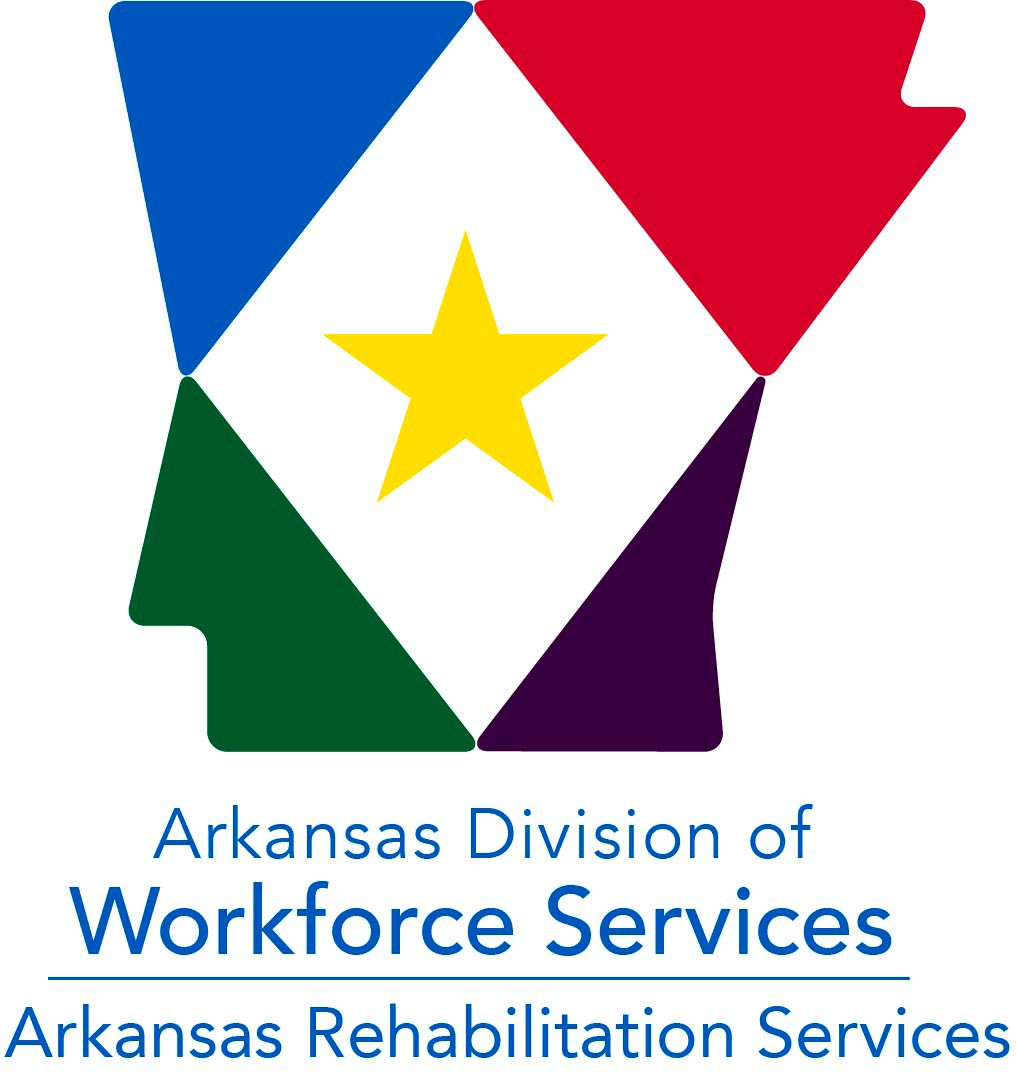 Arkansas Division of
Workforce Services
Arkansas Rehabilitation Services